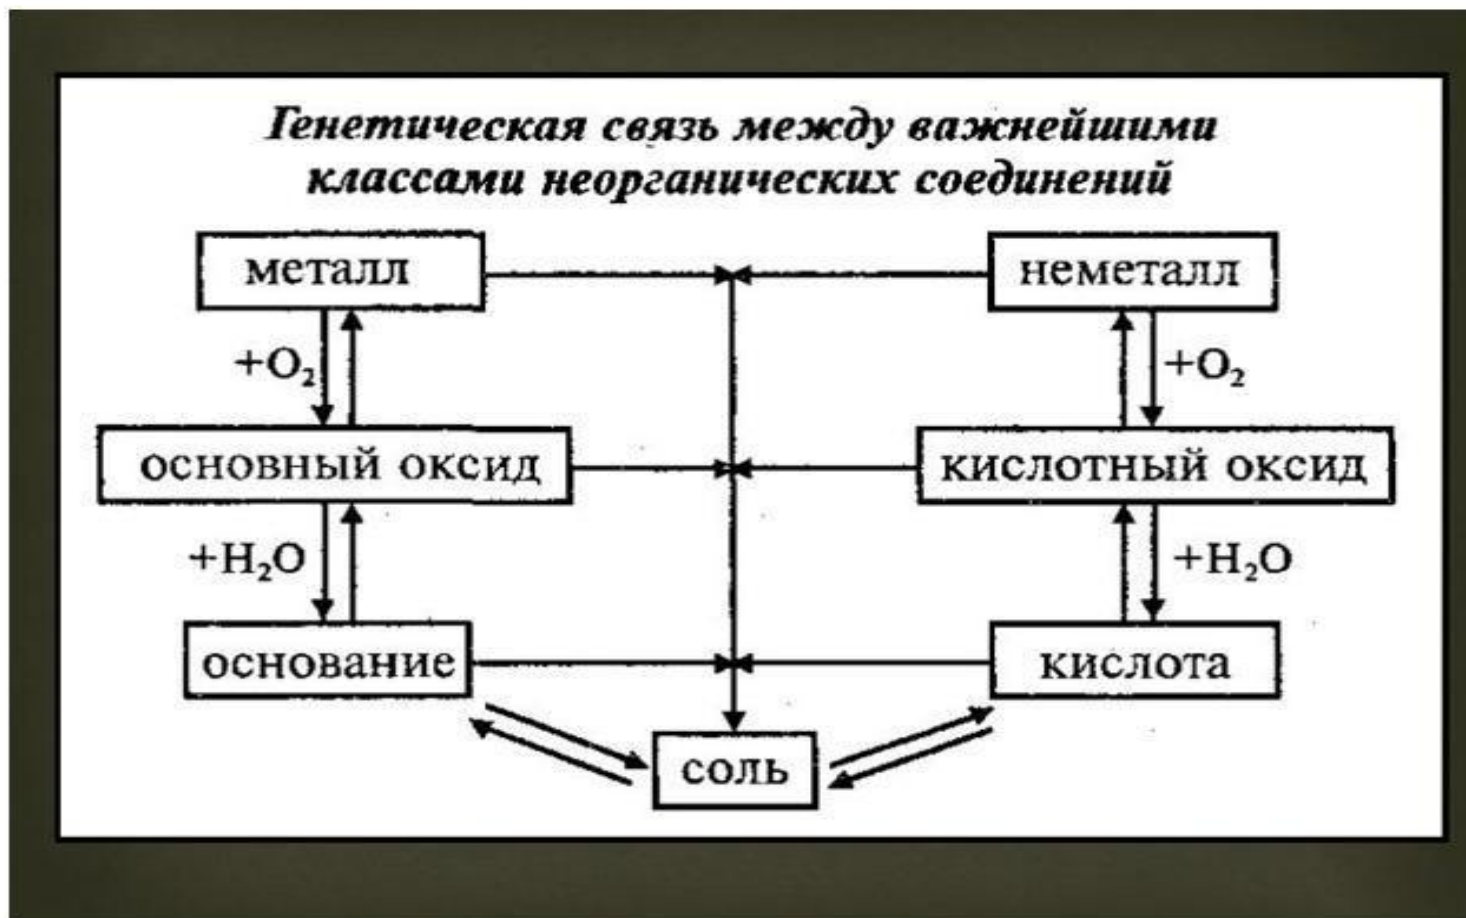 Генетическая связь между важнейшими
классами неорганических соединений
металл
неметалл
+O₂
+O₂
основный оксид
кислотный оксид
+H₂O
+H₂O
основание
кислота
соль